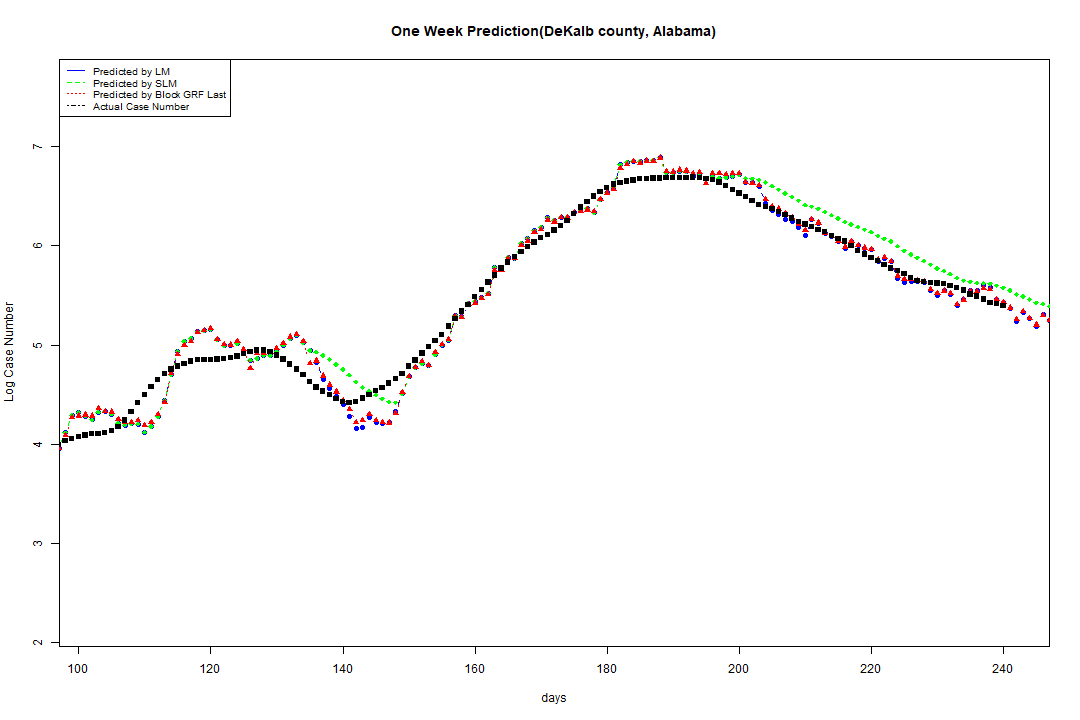 One Week Prediction(DeKalb county, Alabama)
Predicted by LM
Predicted by SLM
Predicted by Block GRF Last
Actual Case Number
Log Case Number
7
6
5
4
3
2
100 120 140 160 180 200 220 240
days